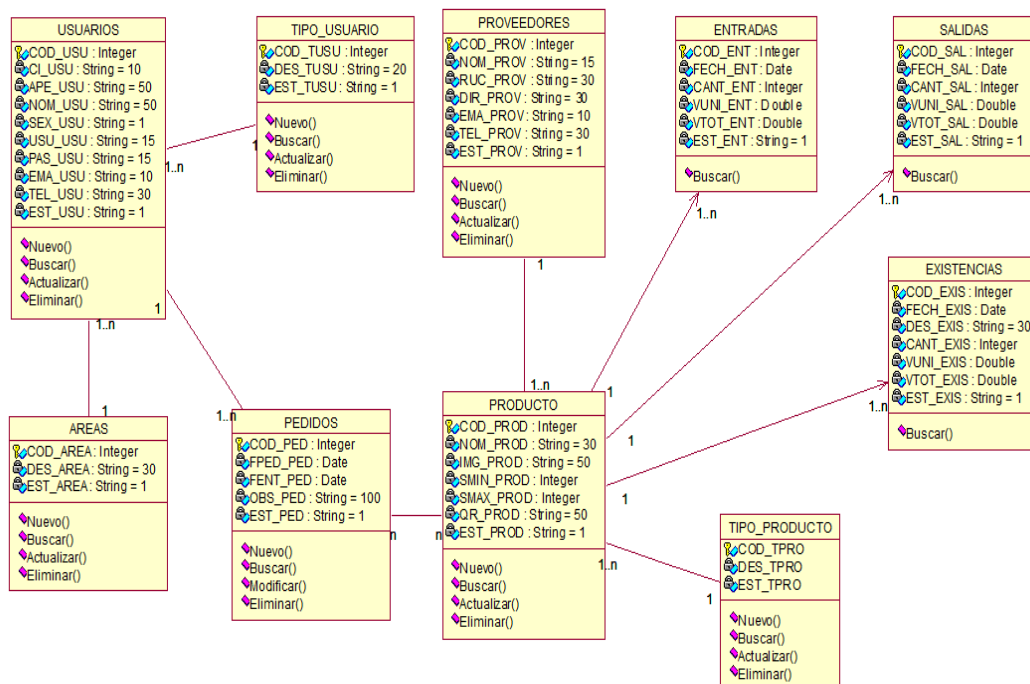 USUARIOS
COD_USU : Integer
CI_USU : String = 10
APE_USU : String = 50
NOM_USU : String = 50
SEX_USU : String = 1
USU_USU : String = 15
PAS_USU : String = 15
EMA_USU : String = 10
TEL_USU : String = 30
EST_USU : String = 1
Nuevo()
Buscar()
Actualizar()
Eliminar()
TIPO_USUARIO
COD_TUSU : Integer
DES_TUSU : String = 20
EST_TUSU : String = 1
Nuevo()
Buscar()
Actualizar()
Eliminar()
1..n
1
PROVEEDORES
COD_PROV : Integer
NOM_PROV : String = 15
RUC_PROV : String = 30
DIR_PROV : String = 30
EMA_PROV : String = 10
TEL_PROV : String = 30
EST_PROV : String = 1
Nuevo()
Buscar()
Actualizar()
Eliminar()
1
1..n
ENTRADAS
COD_ENT : Integer
FECH_ENT : Date
CANT_ENT : Integer
VUNI_ENT : Double
VTOT_ENT : Double
EST_ENT : String = 1
Buscar()
1..n
1
SALIDAS
COD_SAL : Integer
FECH_SAL : Date
CANT_SAL : Integer
VUNI_SAL : Double
VTOT_SAL : Double
EST_SAL : String = 1
Buscar()
1..n
1
EXISTENCIAS
COD_EXIS : Integer
FECH_EXIS : Date
DES_EXIS : String = 30
CANT_EXIS : Integer
VUNI_EXIS : Double
VTOT_EXIS : Double
EST_EXIS : String = 1
Buscar()
1..n
1
1..n
1
AREAS
COD_AREA : Integer
DES_AREA : String = 30
EST_AREA : String = 1
Nuevo()
Buscar()
Actualizar()
Eliminar()
1
1..n
PEDIDOS
COD_PED : Integer
FPED_PED : Date
FENT_PED : Date
OBS_PED : String = 100
EST_PED : String = 1
Nuevo()
Buscar()
Modificar()
Eliminar()
n
n
PRODUCTO
COD_PROD : Integer
NOM_PROD : String = 30
IMG_PROD : String = 50
SMIN_PROD : Integer
SMAX_PROD : Integer
QR_PROD : String = 50
EST_PROD : String = 1
Nuevo()
Buscar()
Actualizar()
Eliminar()
1..n
1
TIPO_PRODUCTO
COD_TPRO
DES_TPRO
EST_TPRO
Nuevo()
Buscar()
Actualizar()
Eliminar()